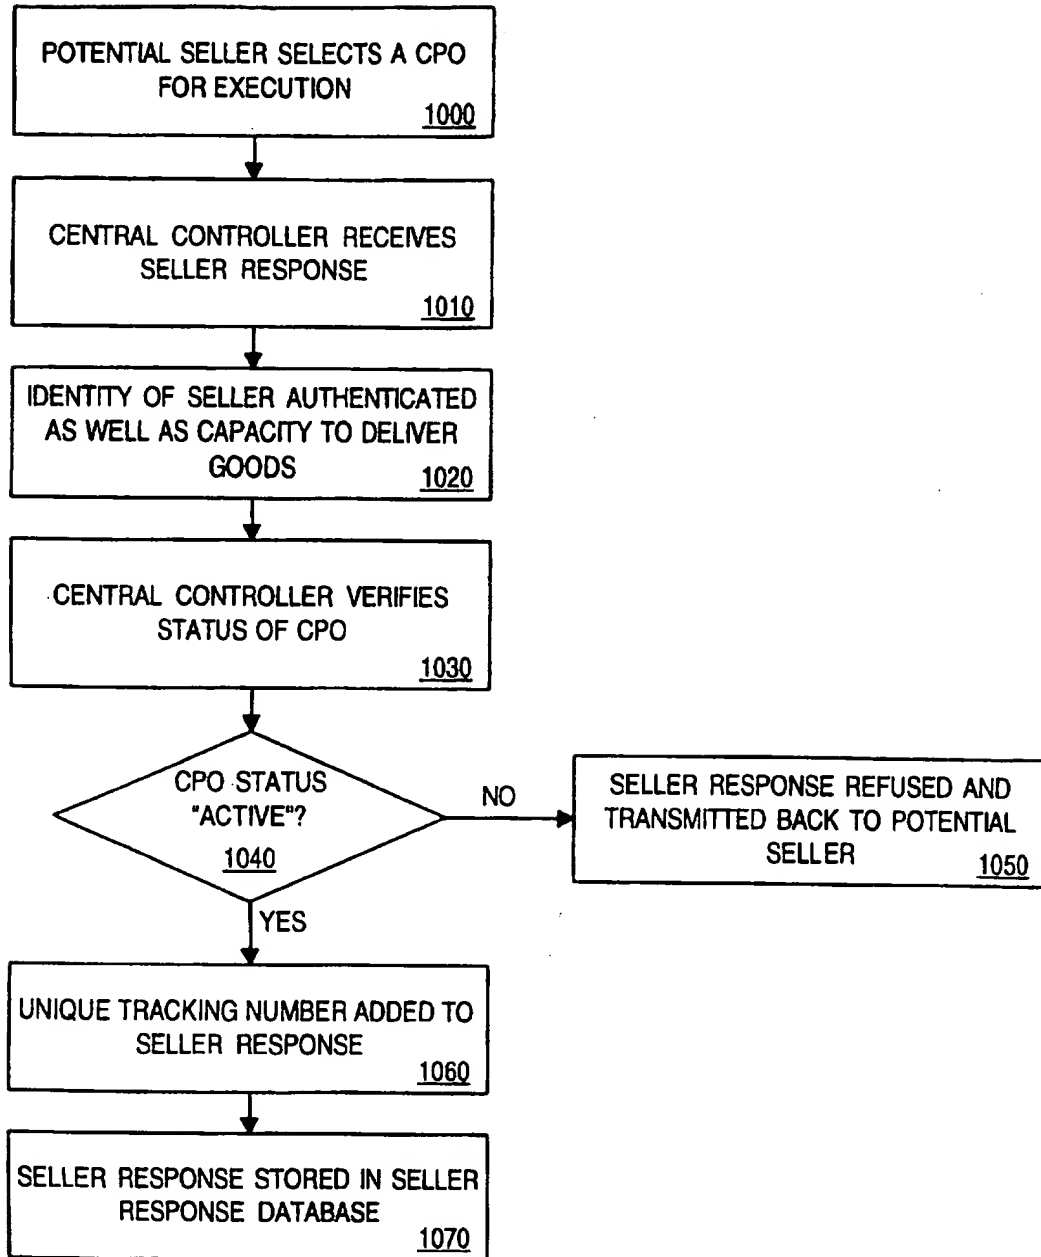 POTENTIAL SELLER SELECTS A CPO
FOR EXECUTION
1000
CENTRAL CONTROLLER RECEIVES
SELLER RESPONSE
1010
IDENTITY OF SELLER AUTHENTICATED
AS WELL AS CAPACITY TO DELIVER
GOODS
1020
CENTRAL CONTROLLER VERIFIES
STATUS OF CPO
1030
CPO STATUS
"ACTIVE"?
1040
NO
SELLER RESPONSE REFUSED AND
TRANSMITTED BACK TO POTENTIAL
SELLER
1050
YES
UNIQUE TRACKING NUMBER ADDED TO
SELLER RESPONSE
1060
SELLER RESPONSE STORED IN SELLER
RESPONSE DATABASE
1070